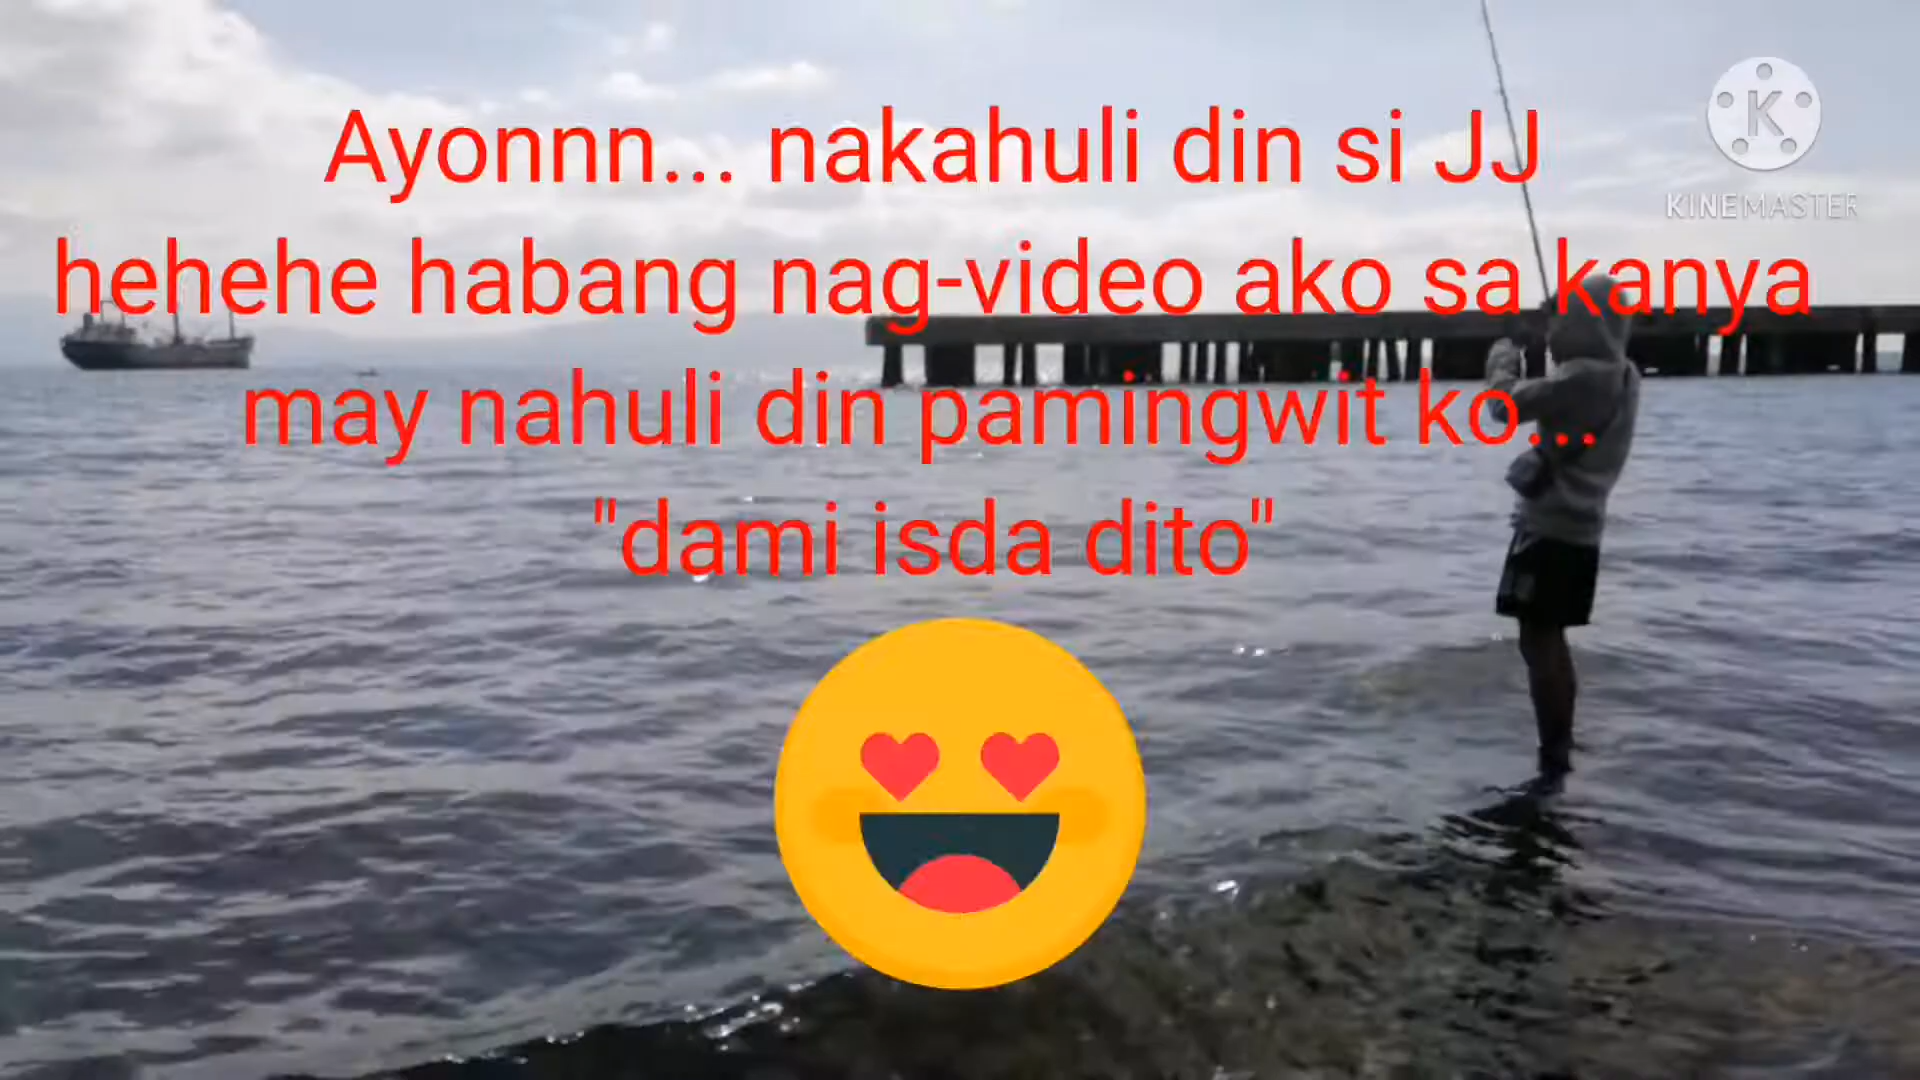 Ayonnn... nakahuli din si JJ
hehehe habang nag-video ako sa kanya
may nahuli din pamingwit ko...
"dami isda dito"
K
KINEMASTER